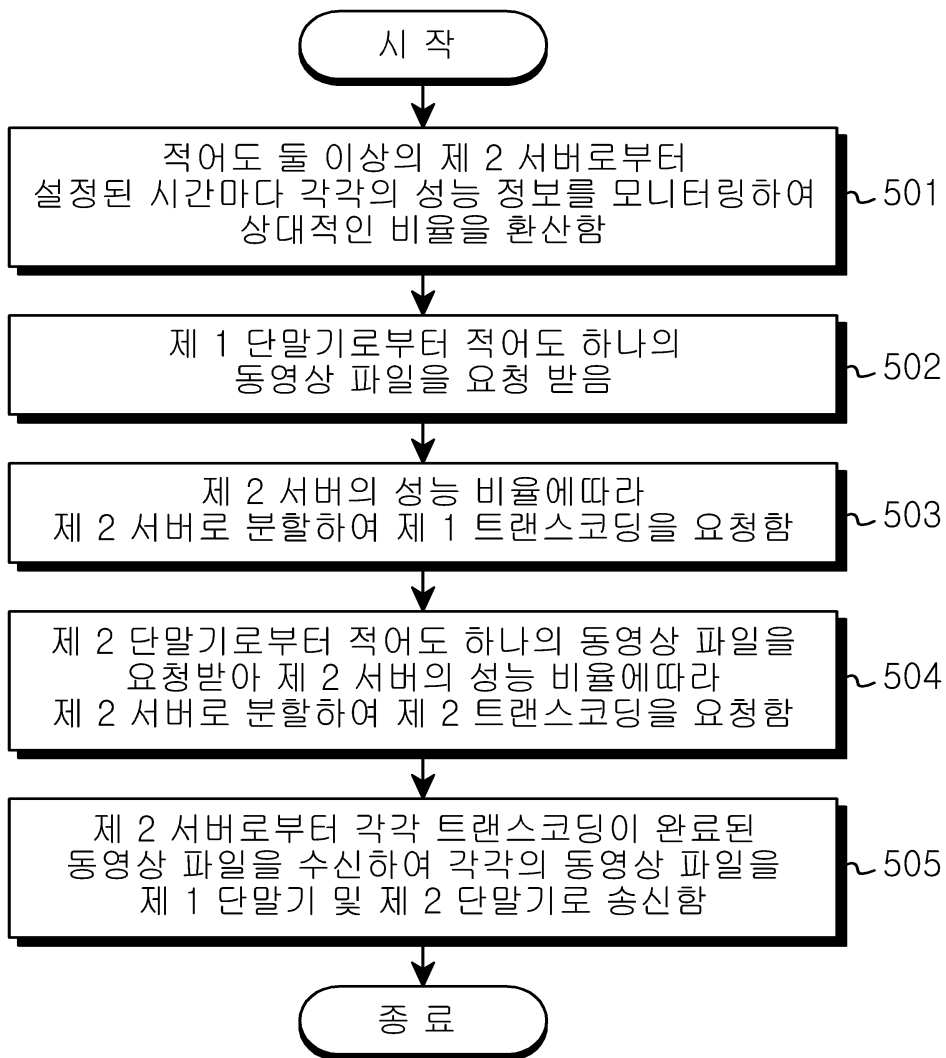 시 작
적어도 둘 이상의 제 2 서버로부터
설정된 시간마다 각각의 성능 정보를 모니터링하여
상대적인 비율을 환산함
501
제 1 단말기로부터 적어도 하나의
동영상 파일을 요청 받음
502
제 2 서버의 성능 비율에따라
제 2 서버로 분할하여 제 1 트랜스코딩을 요청함
503
제 2 단말기로부터 적어도 하나의 동영상 파일을
요청받아 제 2 서버의 성능 비율에따라
제 2 서버로 분할하여 제 2 트랜스코딩을 요청함
504
제 2 서버로부터 각각 트랜스코딩이 완료된
동영상 파일을 수신하여 각각의 동영상 파일을
제 1 단말기 및 제 2 단말기로 송신함
505
종 료